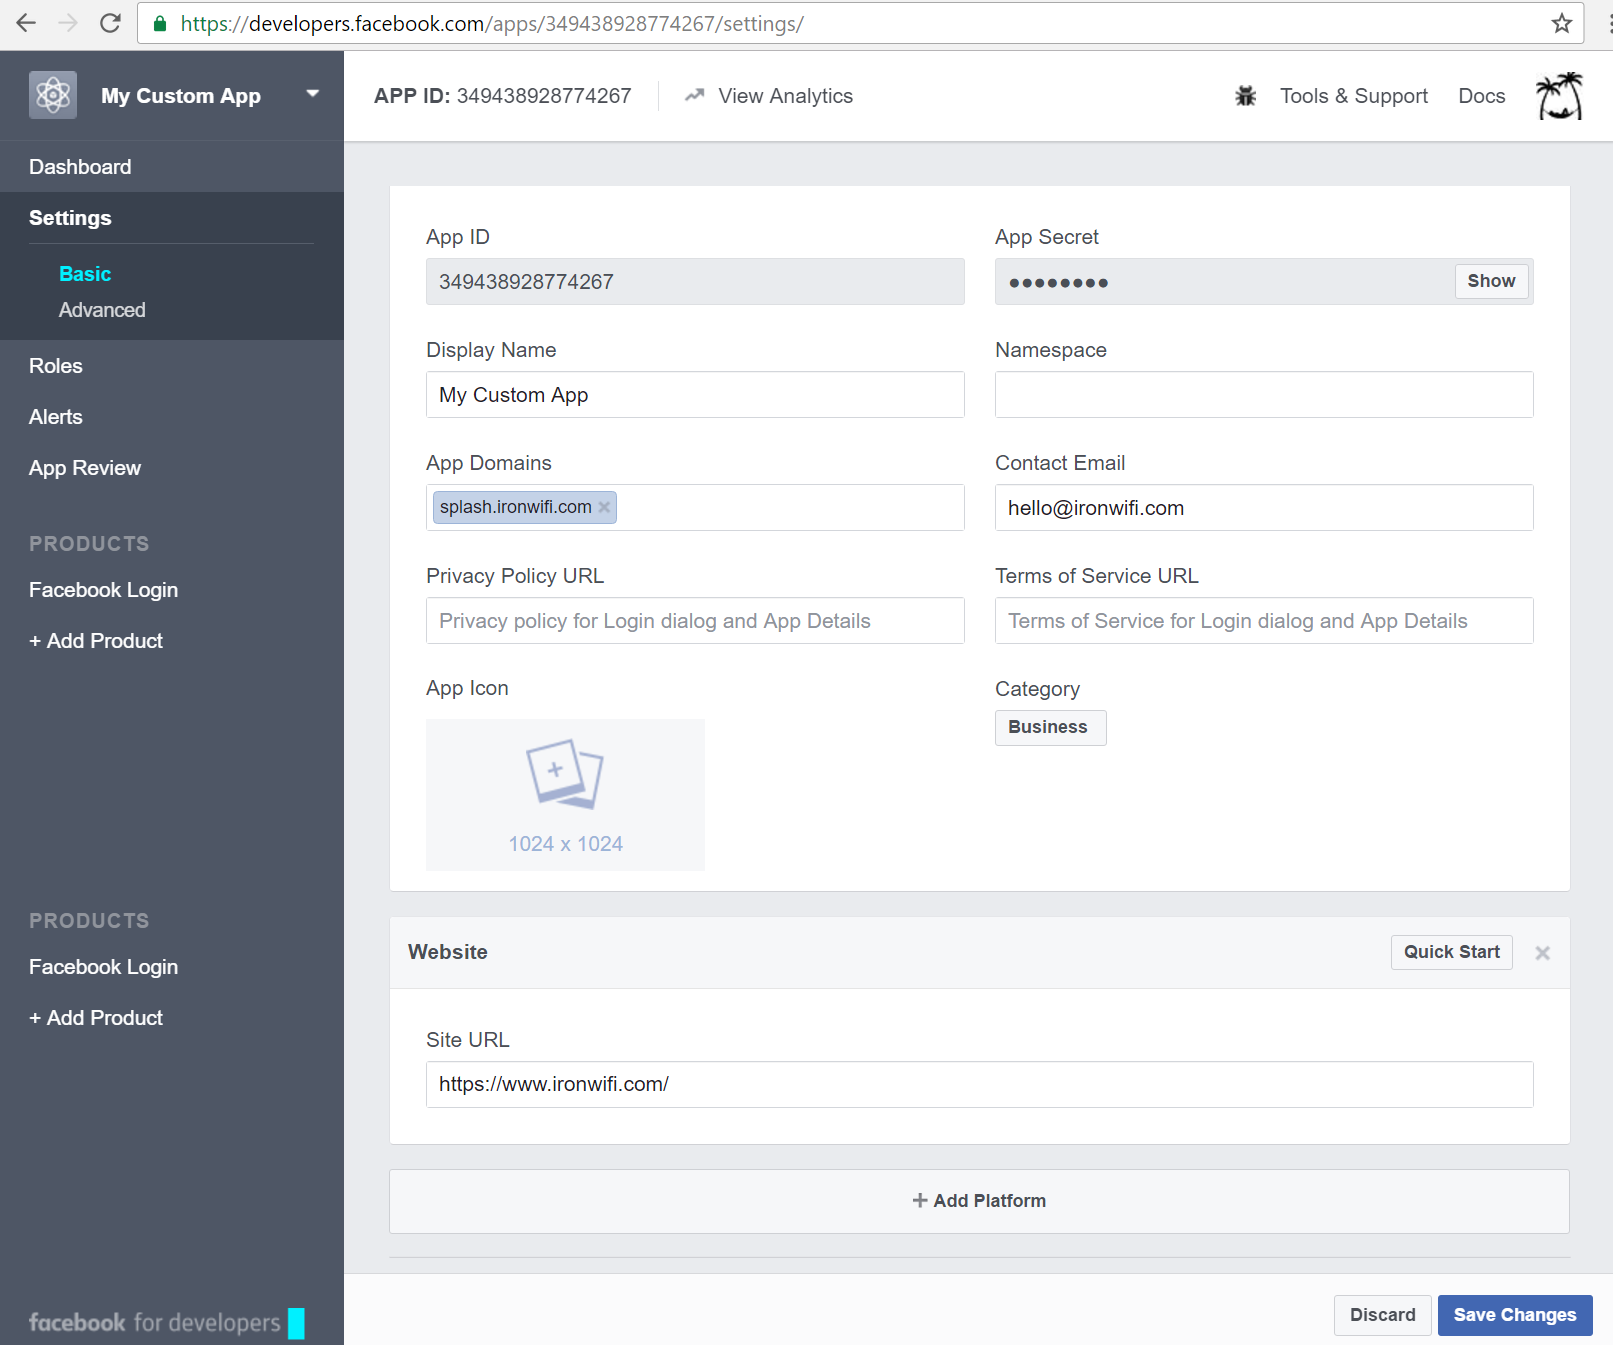 https://developers.facebook.com/apps/349438928774267/settings/
My Custom App
APP ID: 349438928774267
View Analytics
Tools & Support
Docs
Dashboard
Settings
Basic
Advanced
Roles
Alerts
App Review
PRODUCTS
Facebook Login
+ Add Product
PRODUCTS
Facebook Login
+ Add Product
facebook for developers
App ID
349438928774267
App Secret
●●●●●●●●
Show
Display Name
My Custom App
Namespace
App Domains
splash.ironwifi.com ×
Contact Email
hello@ironwifi.com
Privacy Policy URL
Privacy policy for Login dialog and App Details
Terms of Service URL
Terms of Service for Login dialog and App Details
App Icon
1024 x 1024
Category
Business
Website
Quick Start
×
Site URL
https://www.ironwifi.com/
+ Add Platform
Discard
Save Changes